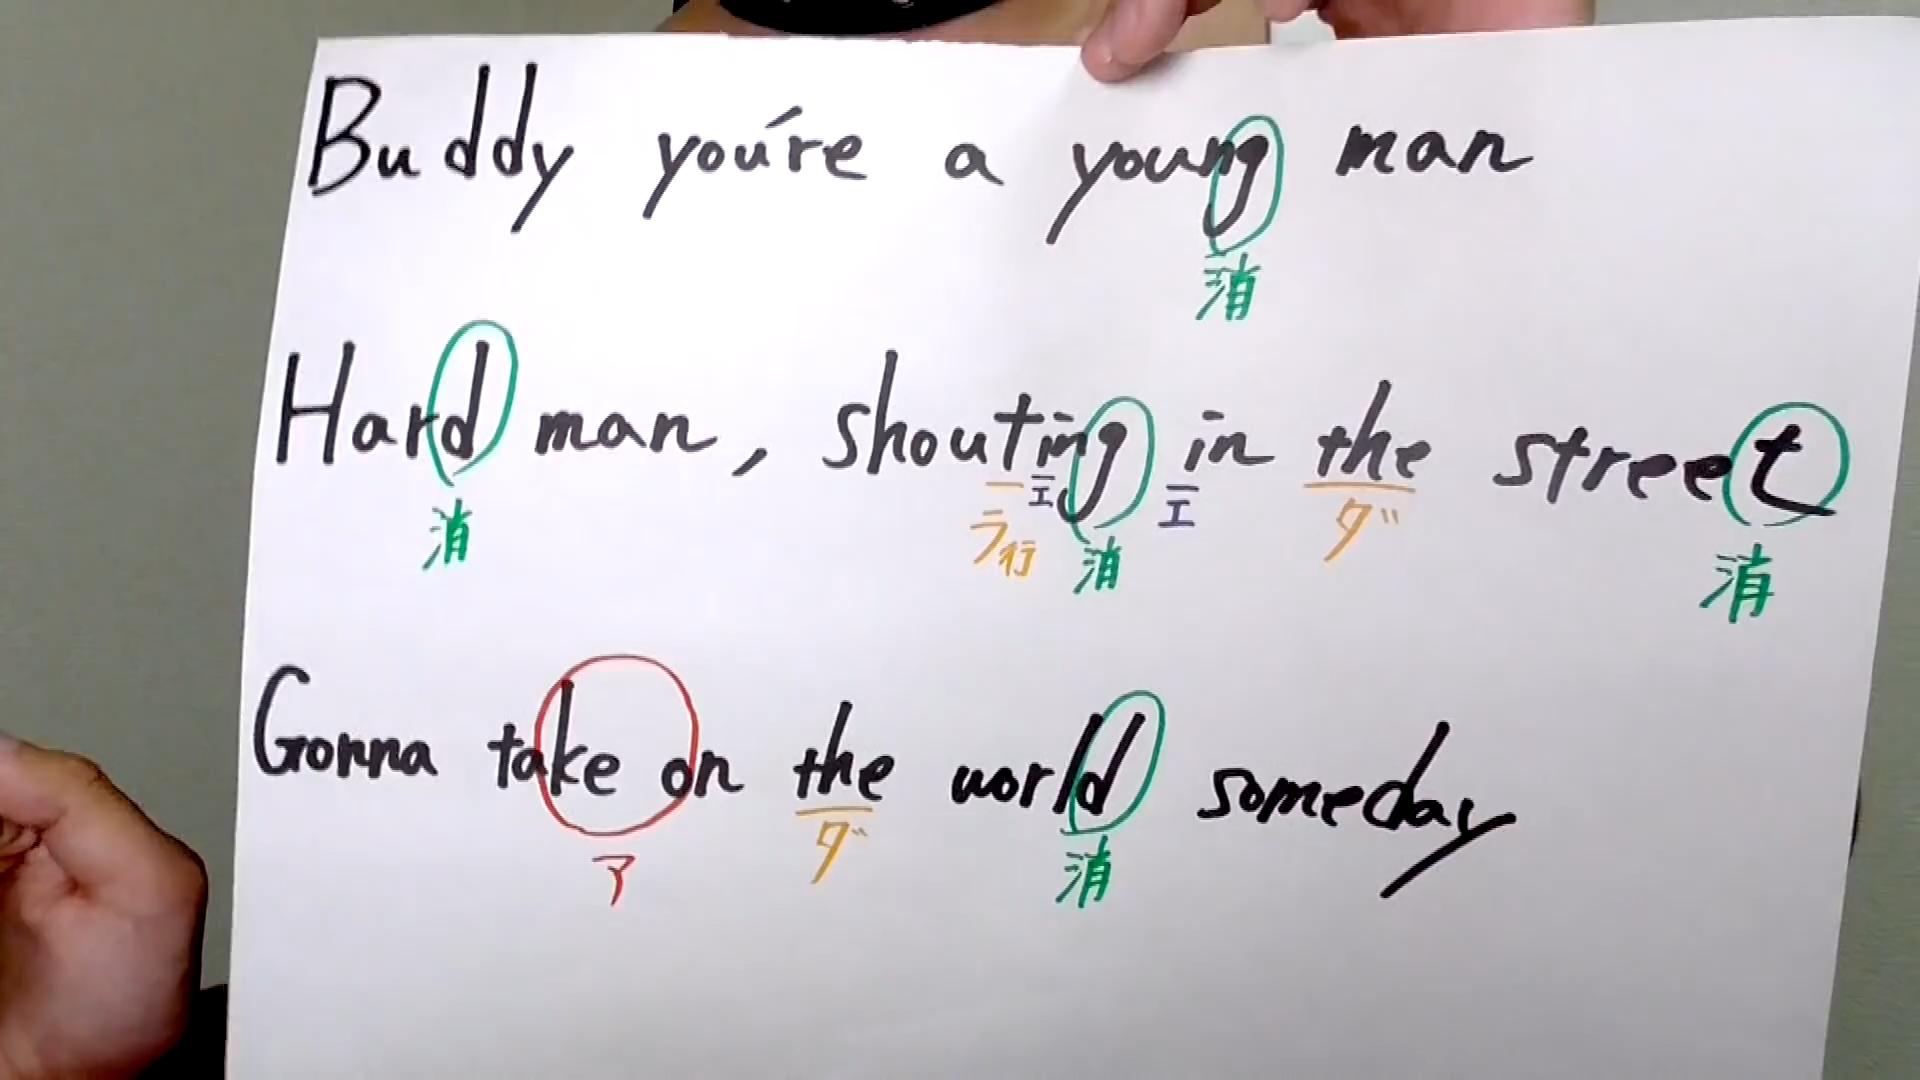 Buddy you're a young man
消
Hard man, shouting in the street
消 ラ行 エ 消 エ ダ 消
Gonna take on the world someday
ア ダ 消